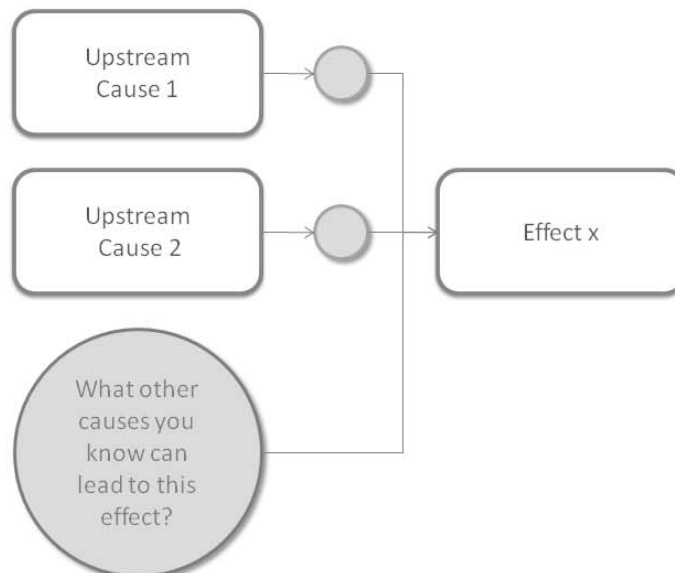 Upstream
Cause 1
Upstream
Cause 2
Effect x
What other
causes you
know can
lead to this
effect?